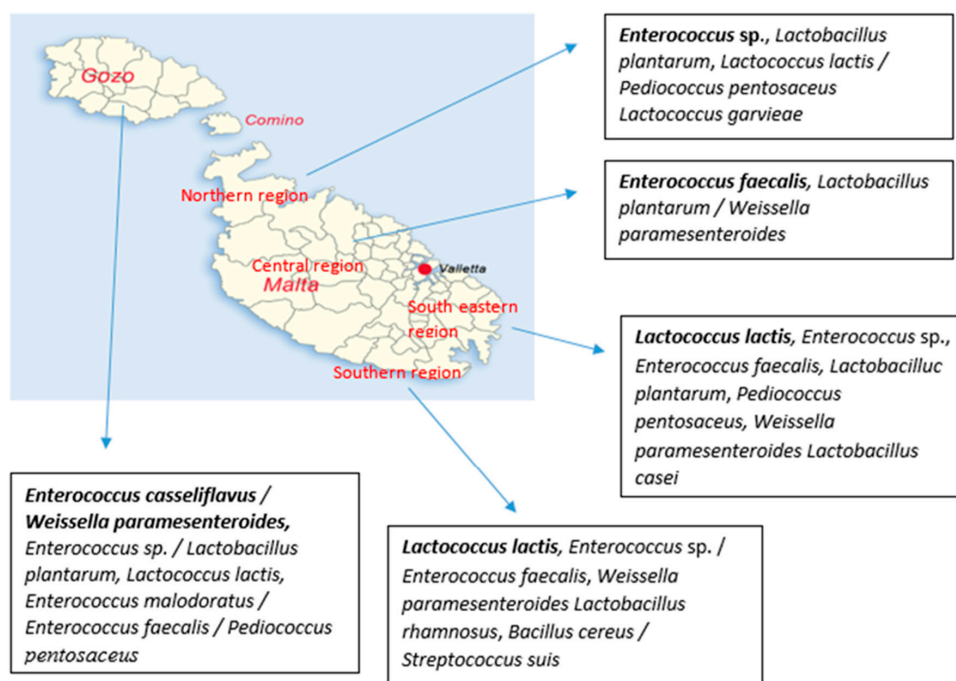 Gozo
Comino
Northern region
Central region
Malta
Valletta
South eastern
region
Southern region
Enterococcus sp., Lactobacillus
plantarum, Lactococcus lactis /
Pediococcus pentosaceus
Lactococcus garvieae
Enterococcus faecalis, Lactobacillus
plantarum / Weissella
paramesenteroides
Lactococcus lactis, Enterococcus sp.,
Enterococcus faecalis, Lactobacilluc
plantarum, Pediococcus
pentosaceus, Weissella
paramesenteroides Lactobacillus
casei
Enterococcus casseliflavus /
Weissella paramesenteroides,
Enterococcus sp. / Lactobacillus
plantarum, Lactococcus lactis,
Enterococcus malodoratus /
Enterococcus faecalis / Pediococcus
pentosaceus
Lactococcus lactis, Enterococcus sp. /
Enterococcus faecalis, Weissella
paramesenteroides Lactobacillus
rhamnosus, Bacillus cereus /
Streptococcus suis